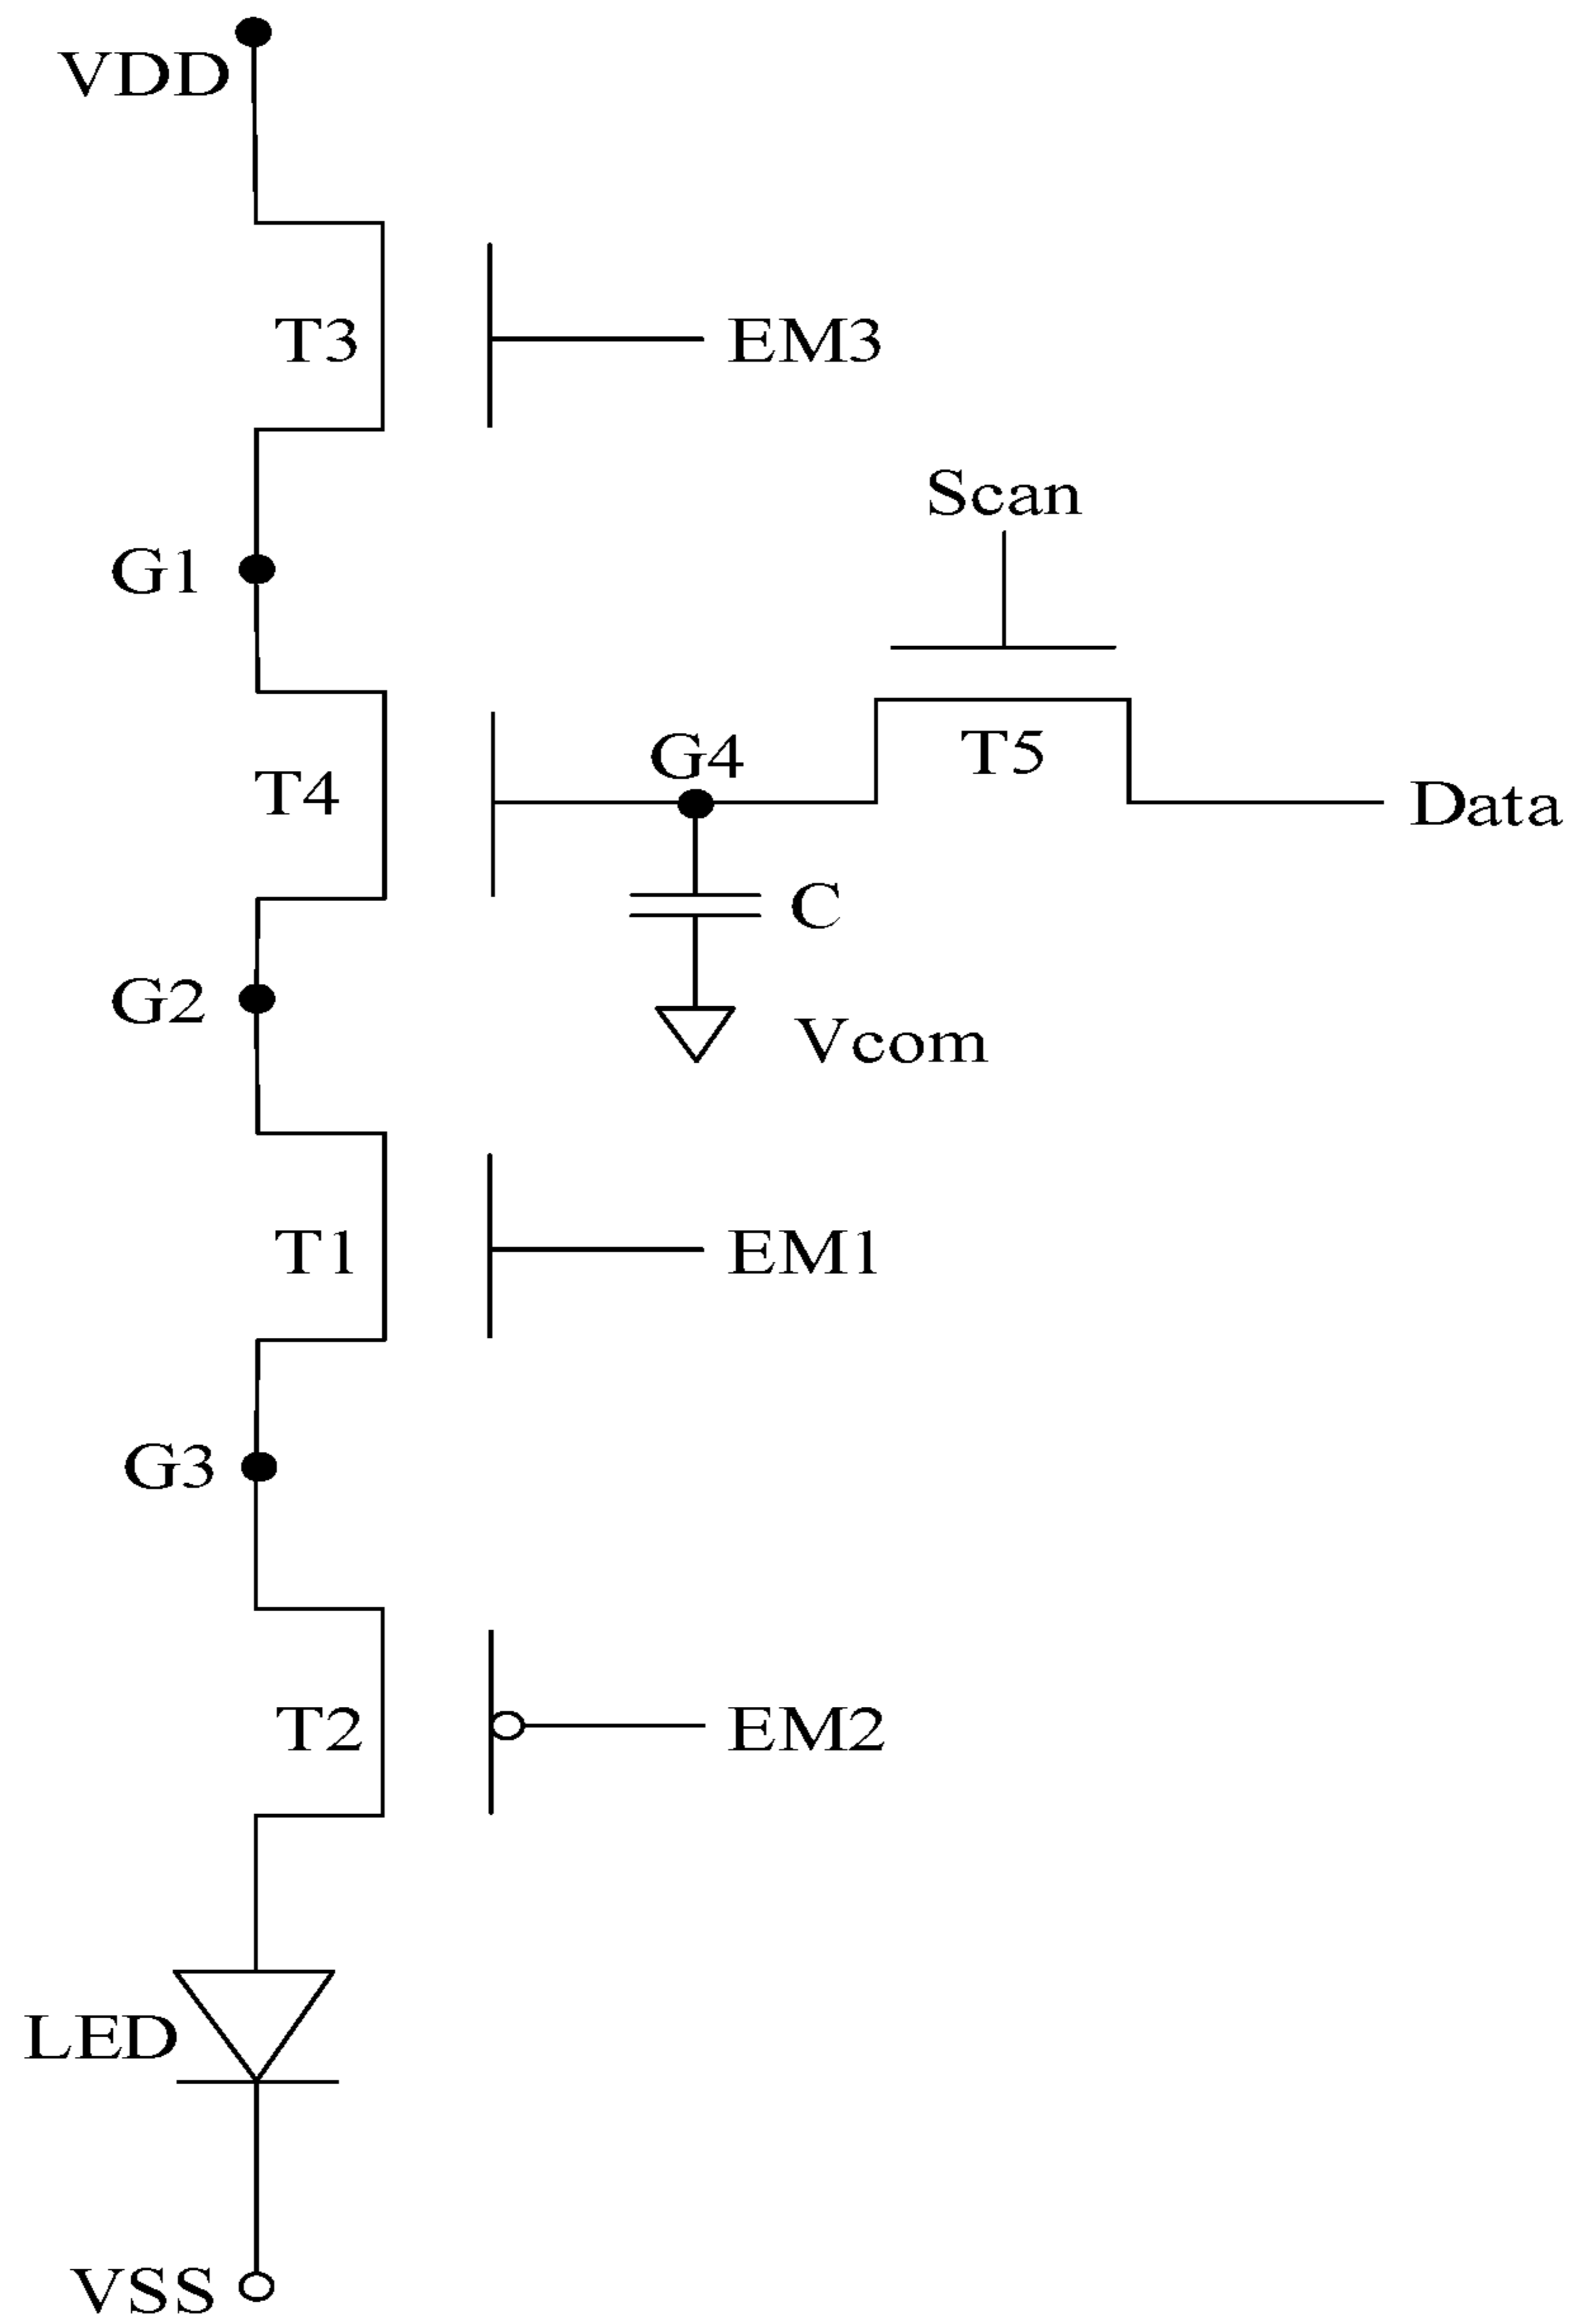 VDD
T3
EM3
Scan
G1
G4
T5
T4
Data
C
G2
Vcom
T1
EM1
G3
T2
EM2
LED
VSS